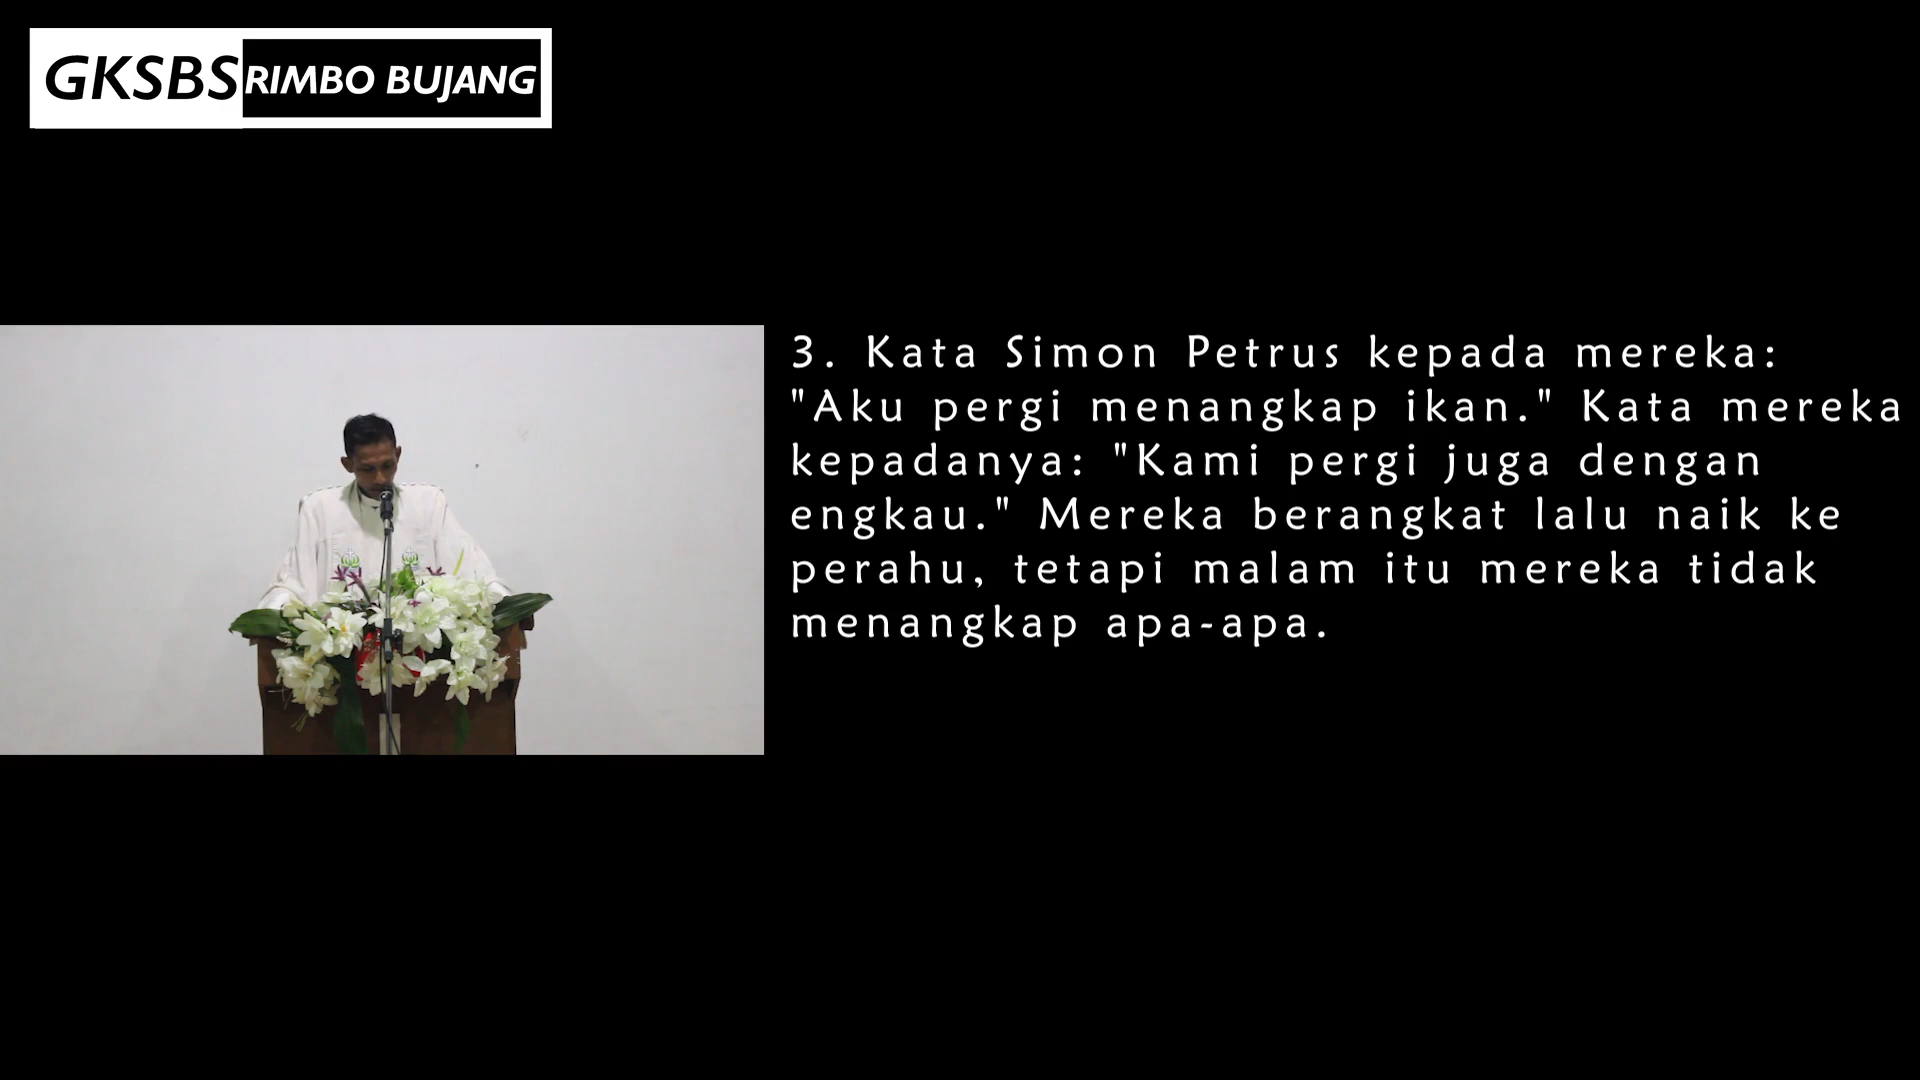 GKSBS RIMBO BUJANG
3. Kata Simon Petrus kepada mereka:
"Aku pergi menangkap ikan." Kata mereka
kepadanya: "Kami pergi juga dengan
engkau." Mereka berangkat lalu naik ke
perahu, tetapi malam itu mereka tidak
menangkap apa-apa.